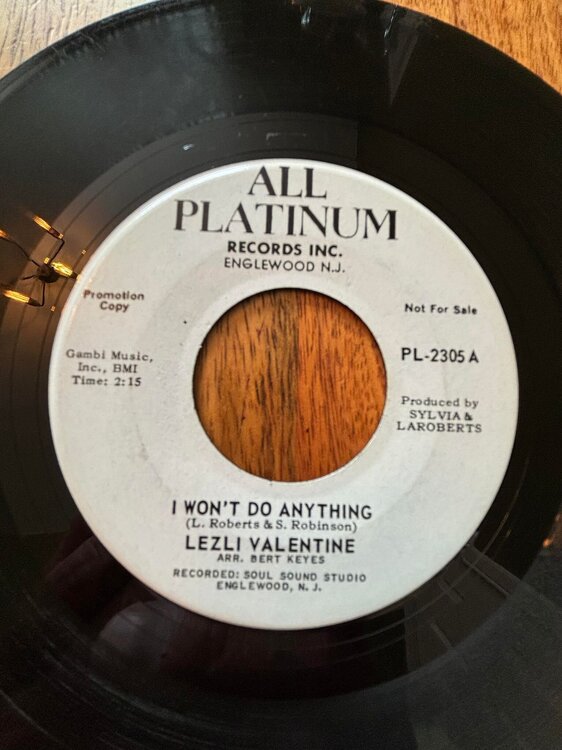 ALL
PLATINUM
RECORDS INC.
ENGLEWOOD N.J.
Promotion
Copy
Not For Sale
Gambi Music,
Inc., BMI
Time: 2:15
PL-2305 A
Produced by
SYLVIA &
LAROBERTS
I WON'T DO ANYTHING
(L. Roberts & S. Robinson)
LEZLI VALENTINE
ARR. BERT KEYES
RECORDED: SOUL SOUND STUDIO
ENGLEWOOD, N. J.